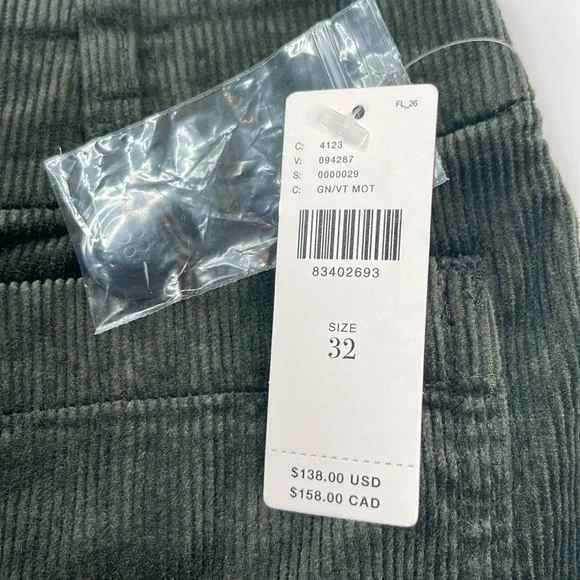 FL_26
C: 4123
V: 094287
S: 0000029
C: GN/VT MOT
83402693
SIZE
32
$138.00 USD
$158.00 CAD